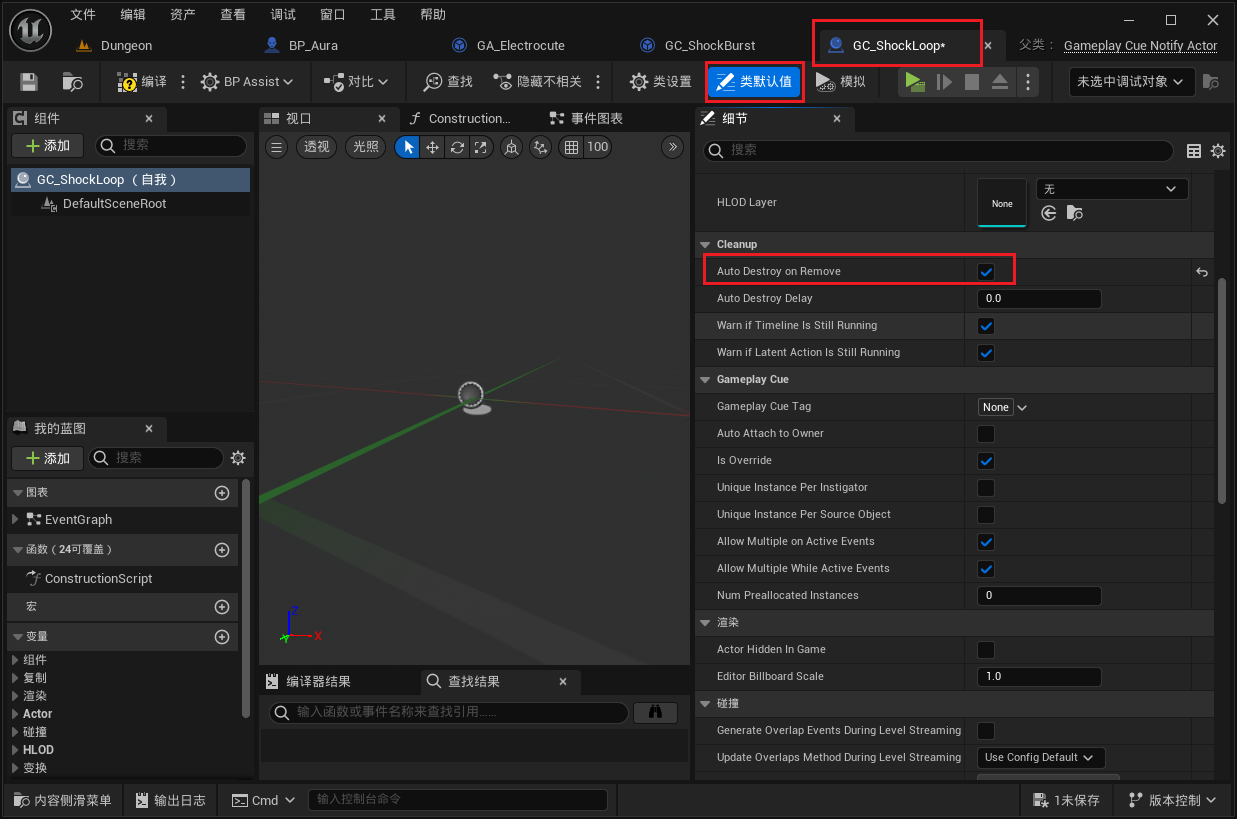 文件 编辑 资产 查看 调试 窗口 工具 帮助
Dungeon BP_Aura GA_Electrocute GC_ShockBurst GC_ShockLoop* 父类： Gameplay Cue Notify Actor
编译 BP Assist 对比 查找 隐藏不相关 类设置 类默认值 模拟 未选中调试对象
组件
添加 搜索
GC_ShockLoop （自我）
DefaultSceneRoot
我的蓝图
添加 搜索
图表
EventGraph
函数（24可覆盖）
ConstructionScript
宏
变量
组件
复制
渲染
Actor
碰撞
HLOD
变换
视口 Construction... 事件图表
透视 光照 100
Z
X
Y
编译器结果 查找结果
输入函数或事件名称来查找引用……
细节
搜索
HLOD Layer None 无
Cleanup
Auto Destroy on Remove
Auto Destroy Delay 0.0
Warn if Timeline Is Still Running
Warn if Latent Action Is Still Running
Gameplay Cue
Gameplay Cue Tag None
Auto Attach to Owner
Is Override
Unique Instance Per Instigator
Unique Instance Per Source Object
Allow Multiple on Active Events
Allow Multiple While Active Events
Num Preallocated Instances 0
渲染
Actor Hidden In Game
Editor Billboard Scale 1.0
碰撞
Generate Overlap Events During Level Streaming
Update Overlaps Method During Level Streaming Use Config Default
内容侧滑菜单 输出日志 Cmd 输入控制台命令 1未保存 版本控制